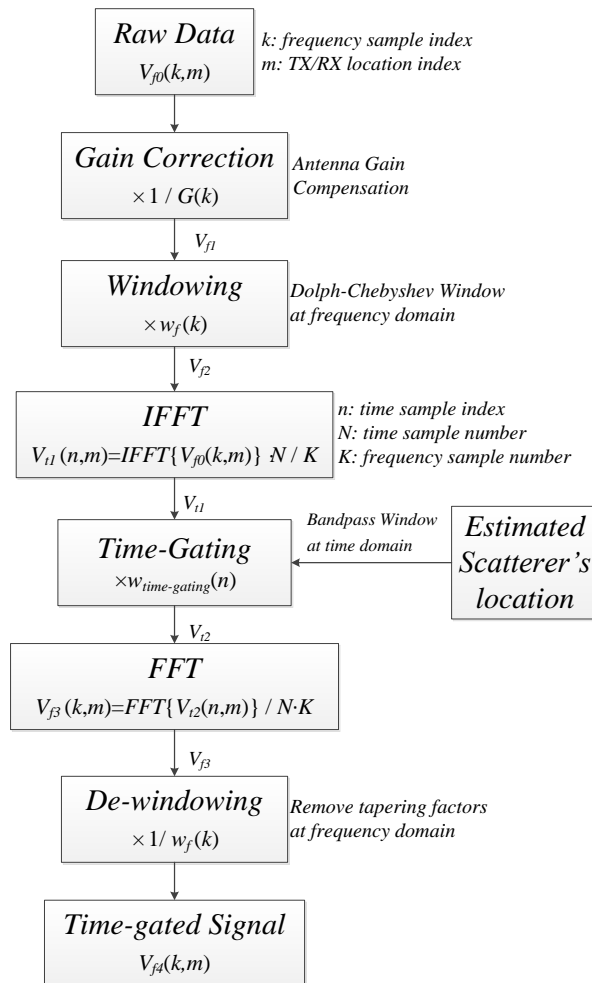 Raw Data
V_f0(k,m)
k: frequency sample index
m: TX/RX location index
Gain Correction
× 1 / G(k)
Antenna Gain
Compensation
V_f1
Windowing
× w_f (k)
Dolph-Chebyshev Window
at frequency domain
V_f2
IFFT
V_t1 (n,m)=IFFT{V_f0(k,m)} ·N / K
n: time sample index
N: time sample number
K: frequency sample number
V_t1
Time-Gating
×w_time-gating(n)
Bandpass Window
at time domain
Estimated
Scatterer's
location
V_t2
FFT
V_f3 (k,m)=FFT{V_t2(n,m)} / N·K
V_f3
De-windowing
× 1/ w_f (k)
Remove tapering factors
at frequency domain
Time-gated Signal
V_f4(k,m)